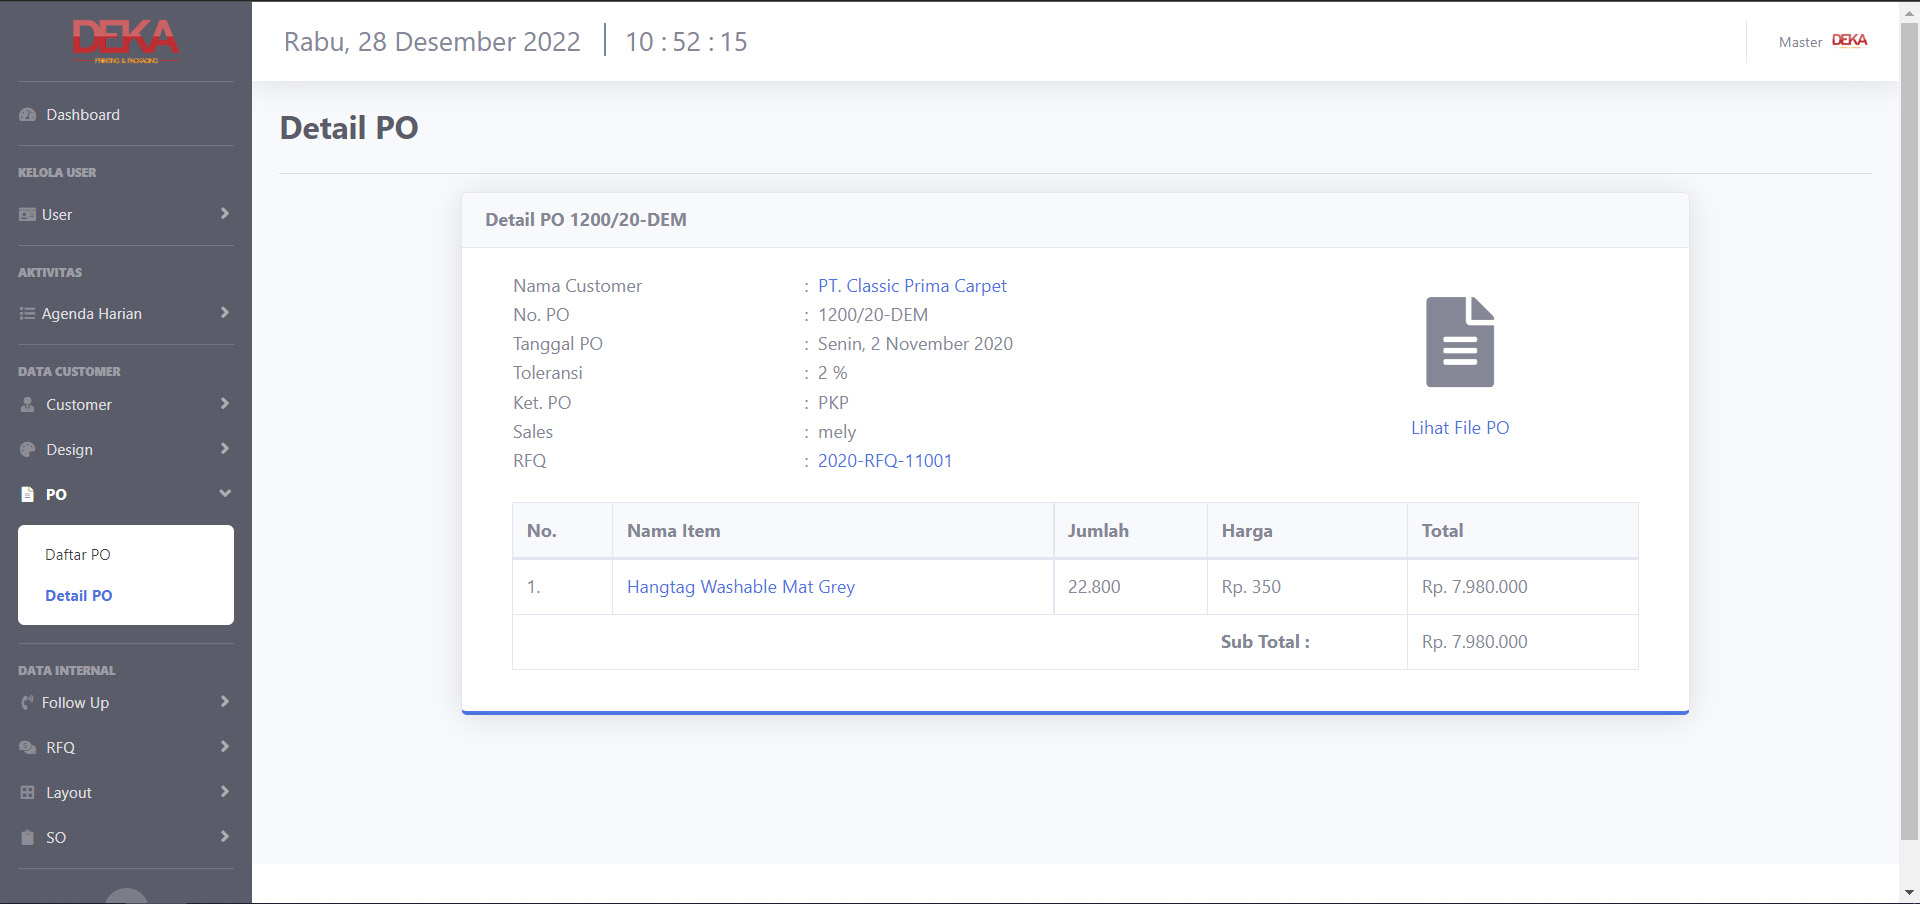 DEKA
PRINTING & PACKAGING
Rabu, 28 Desember 2022 10 : 52 : 15
Master DEKA
Dashboard
KELOLA USER
User
AKTIVITAS
Agenda Harian
DATA CUSTOMER
Customer
Design
PO
Daftar PO
Detail PO
DATA INTERNAL
Follow Up
RFQ
Layout
SO
Detail PO
Detail PO 1200/20-DEM
Nama Customer : PT. Classic Prima Carpet
No. PO : 1200/20-DEM
Tanggal PO : Senin, 2 November 2020
Toleransi : 2 %
Ket. PO : PKP
Sales : mely
RFQ : 2020-RFQ-11001
Lihat File PO
No. Nama Item Jumlah Harga Total
1. Hangtag Washable Mat Grey 22.800 Rp. 350 Rp. 7.980.000
Sub Total : Rp. 7.980.000